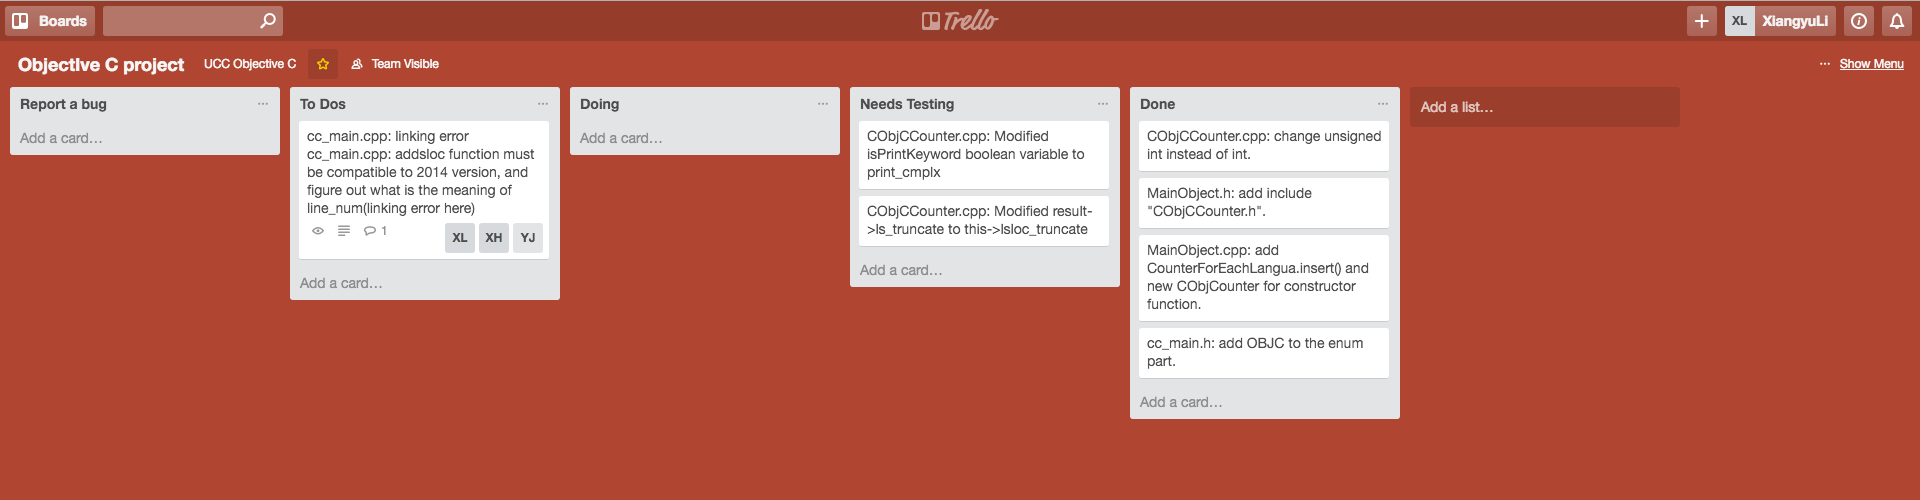 Boards
Trello
XL XiangyuLi
Objective C project UCC Objective C Team Visible
... Show Menu
Report a bug ...
Add a card...
To Dos ...
cc_main.cpp: linking error
cc_main.cpp: addsloc function must
be compatible to 2014 version, and
figure out what is the meaning of
line_num(linking error here)
1
XL XH YJ
Add a card...
Doing ...
Add a card...
Needs Testing ...
CObjCCounter.cpp: Modified
isPrintKeyword boolean variable to
print_cmplx
CObjCCounter.cpp: Modified result-
>ls_truncate to this->lsloc_truncate
Add a card...
Done ...
CObjCCounter.cpp: change unsigned
int instead of int.
MainObject.h: add include
"CObjCCounter.h".
MainObject.cpp: add
CounterForEachLangua.insert() and
new CObjCounter for constructor
function.
cc_main.h: add OBJC to the enum
part.
Add a card...
Add a list...